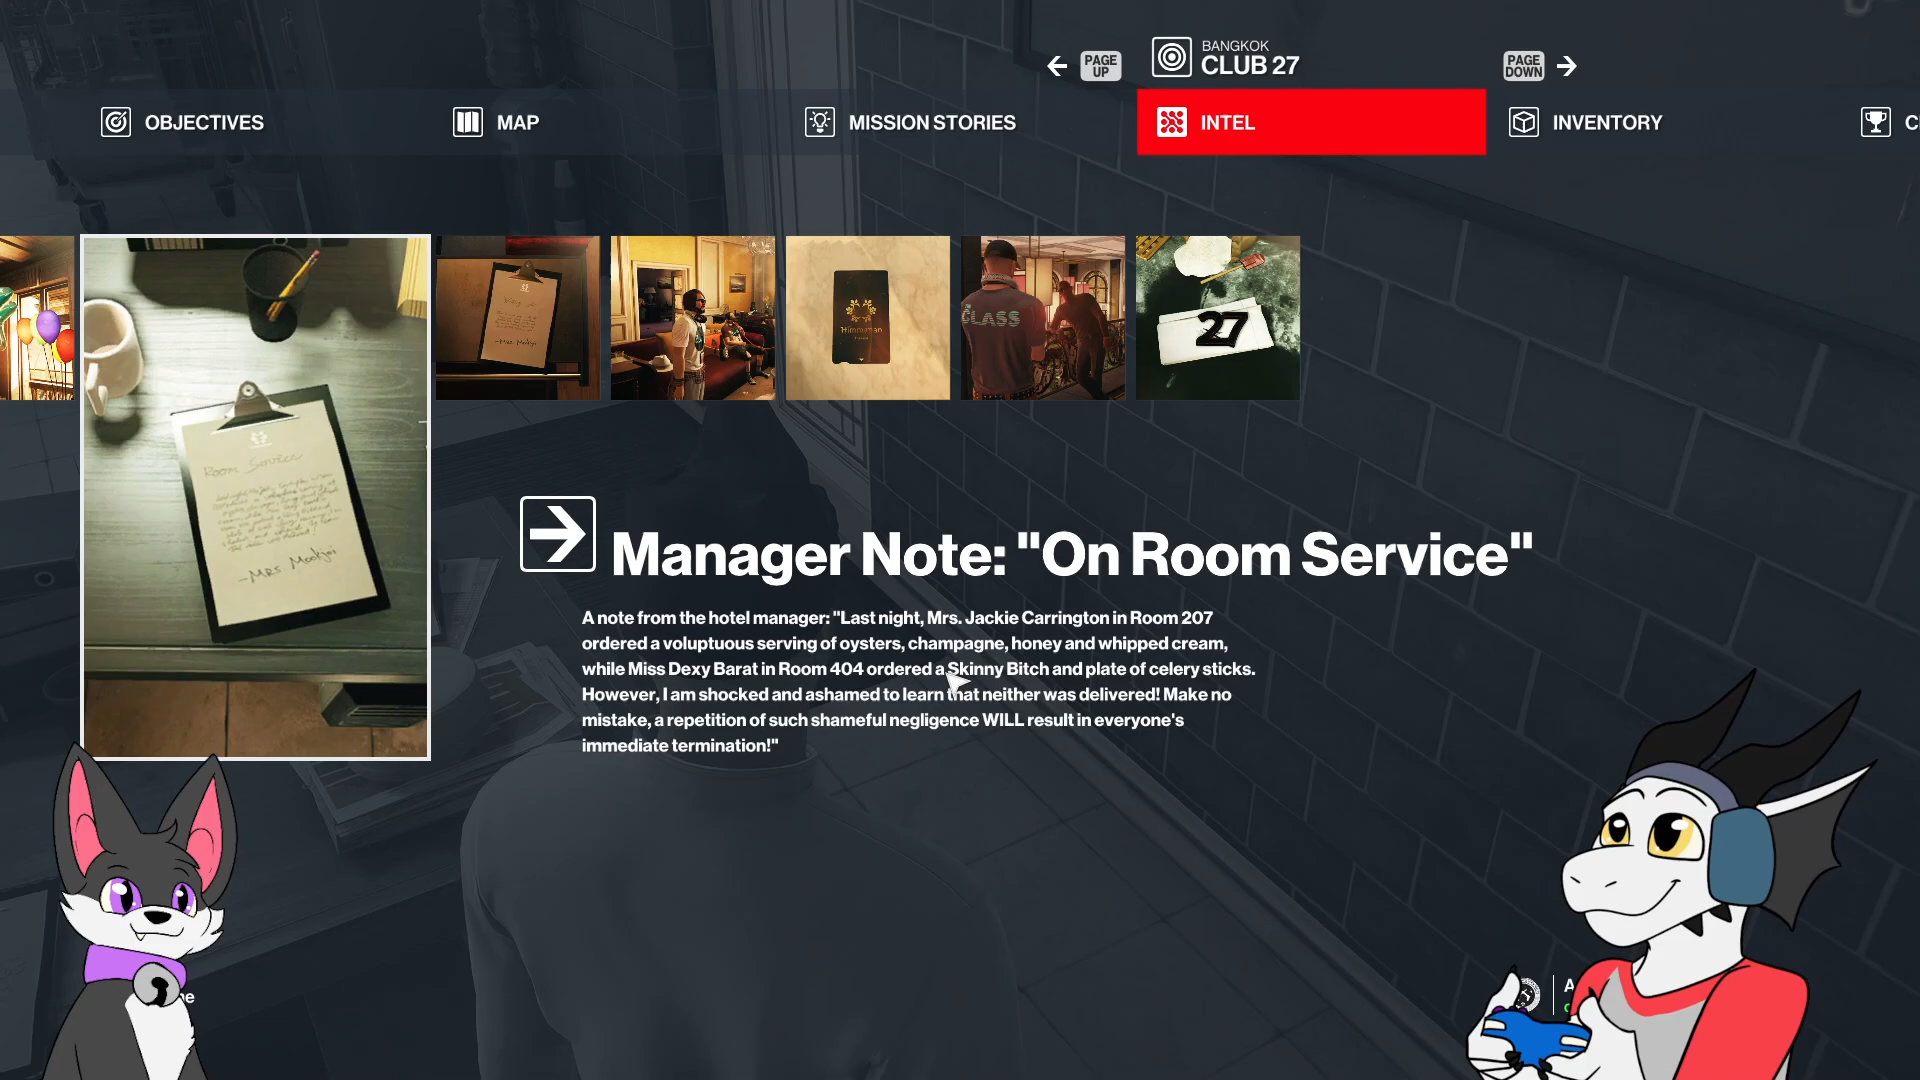 BANGKOK
PAGE UP
CLUB 27
PAGE DOWN
OBJECTIVES
MAP
MISSION STORIES
INTEL
INVENTORY
Room Service
-Mrs. Mookjai
CLASS
Himmapan
27
Manager Note: "On Room Service"
A note from the hotel manager: "Last night, Mrs. Jackie Carrington in Room 207
ordered a voluptuous serving of oysters, champagne, honey and whipped cream,
while Miss Dexy Barat in Room 404 ordered a Skinny Bitch and plate of celery sticks.
However, I am shocked and ashamed to learn that neither was delivered! Make no
mistake, a repetition of such shameful negligence WILL result in everyone's
immediate termination!"